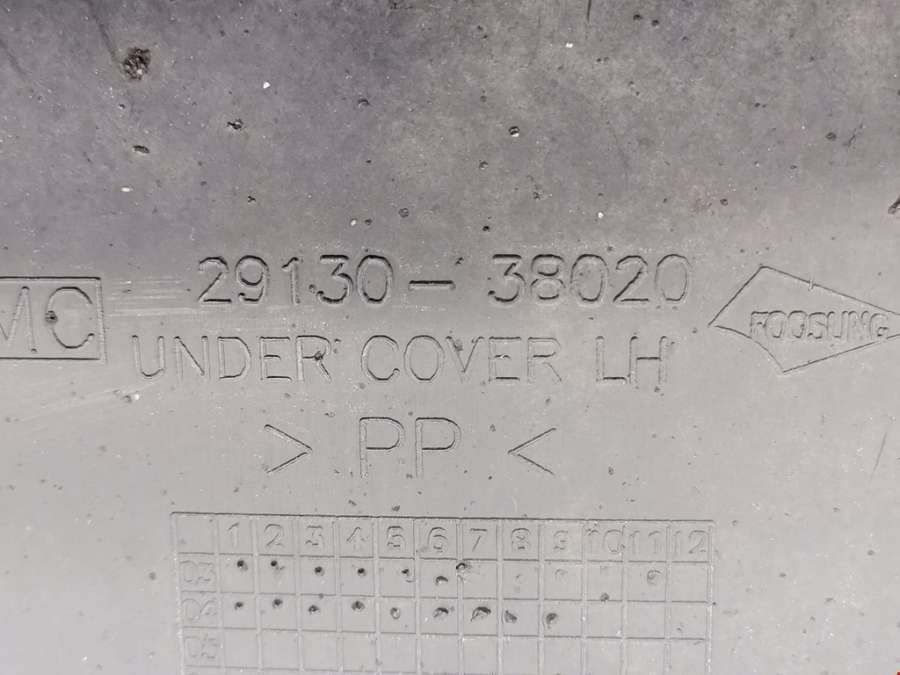 29130-38020
MC
FOOSUNG
UNDER COVER LH
> PP <
1 2 3 4 5 6 7 8 9 10 11 12
03
04
05